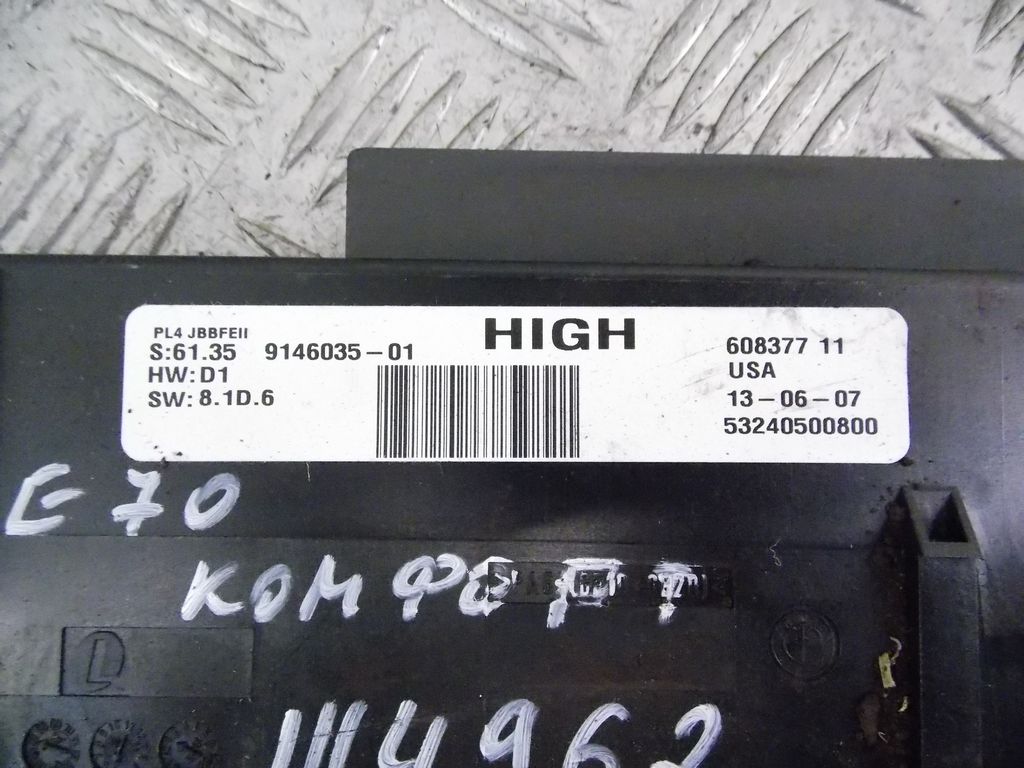 PL4 JBBFEII
HIGH
S:61.35 9146035-01
608377 11
HW:D1
USA
SW: 8.1D.6
13-06-07
53240500800
E70
КОМФОРТ
Ш4962